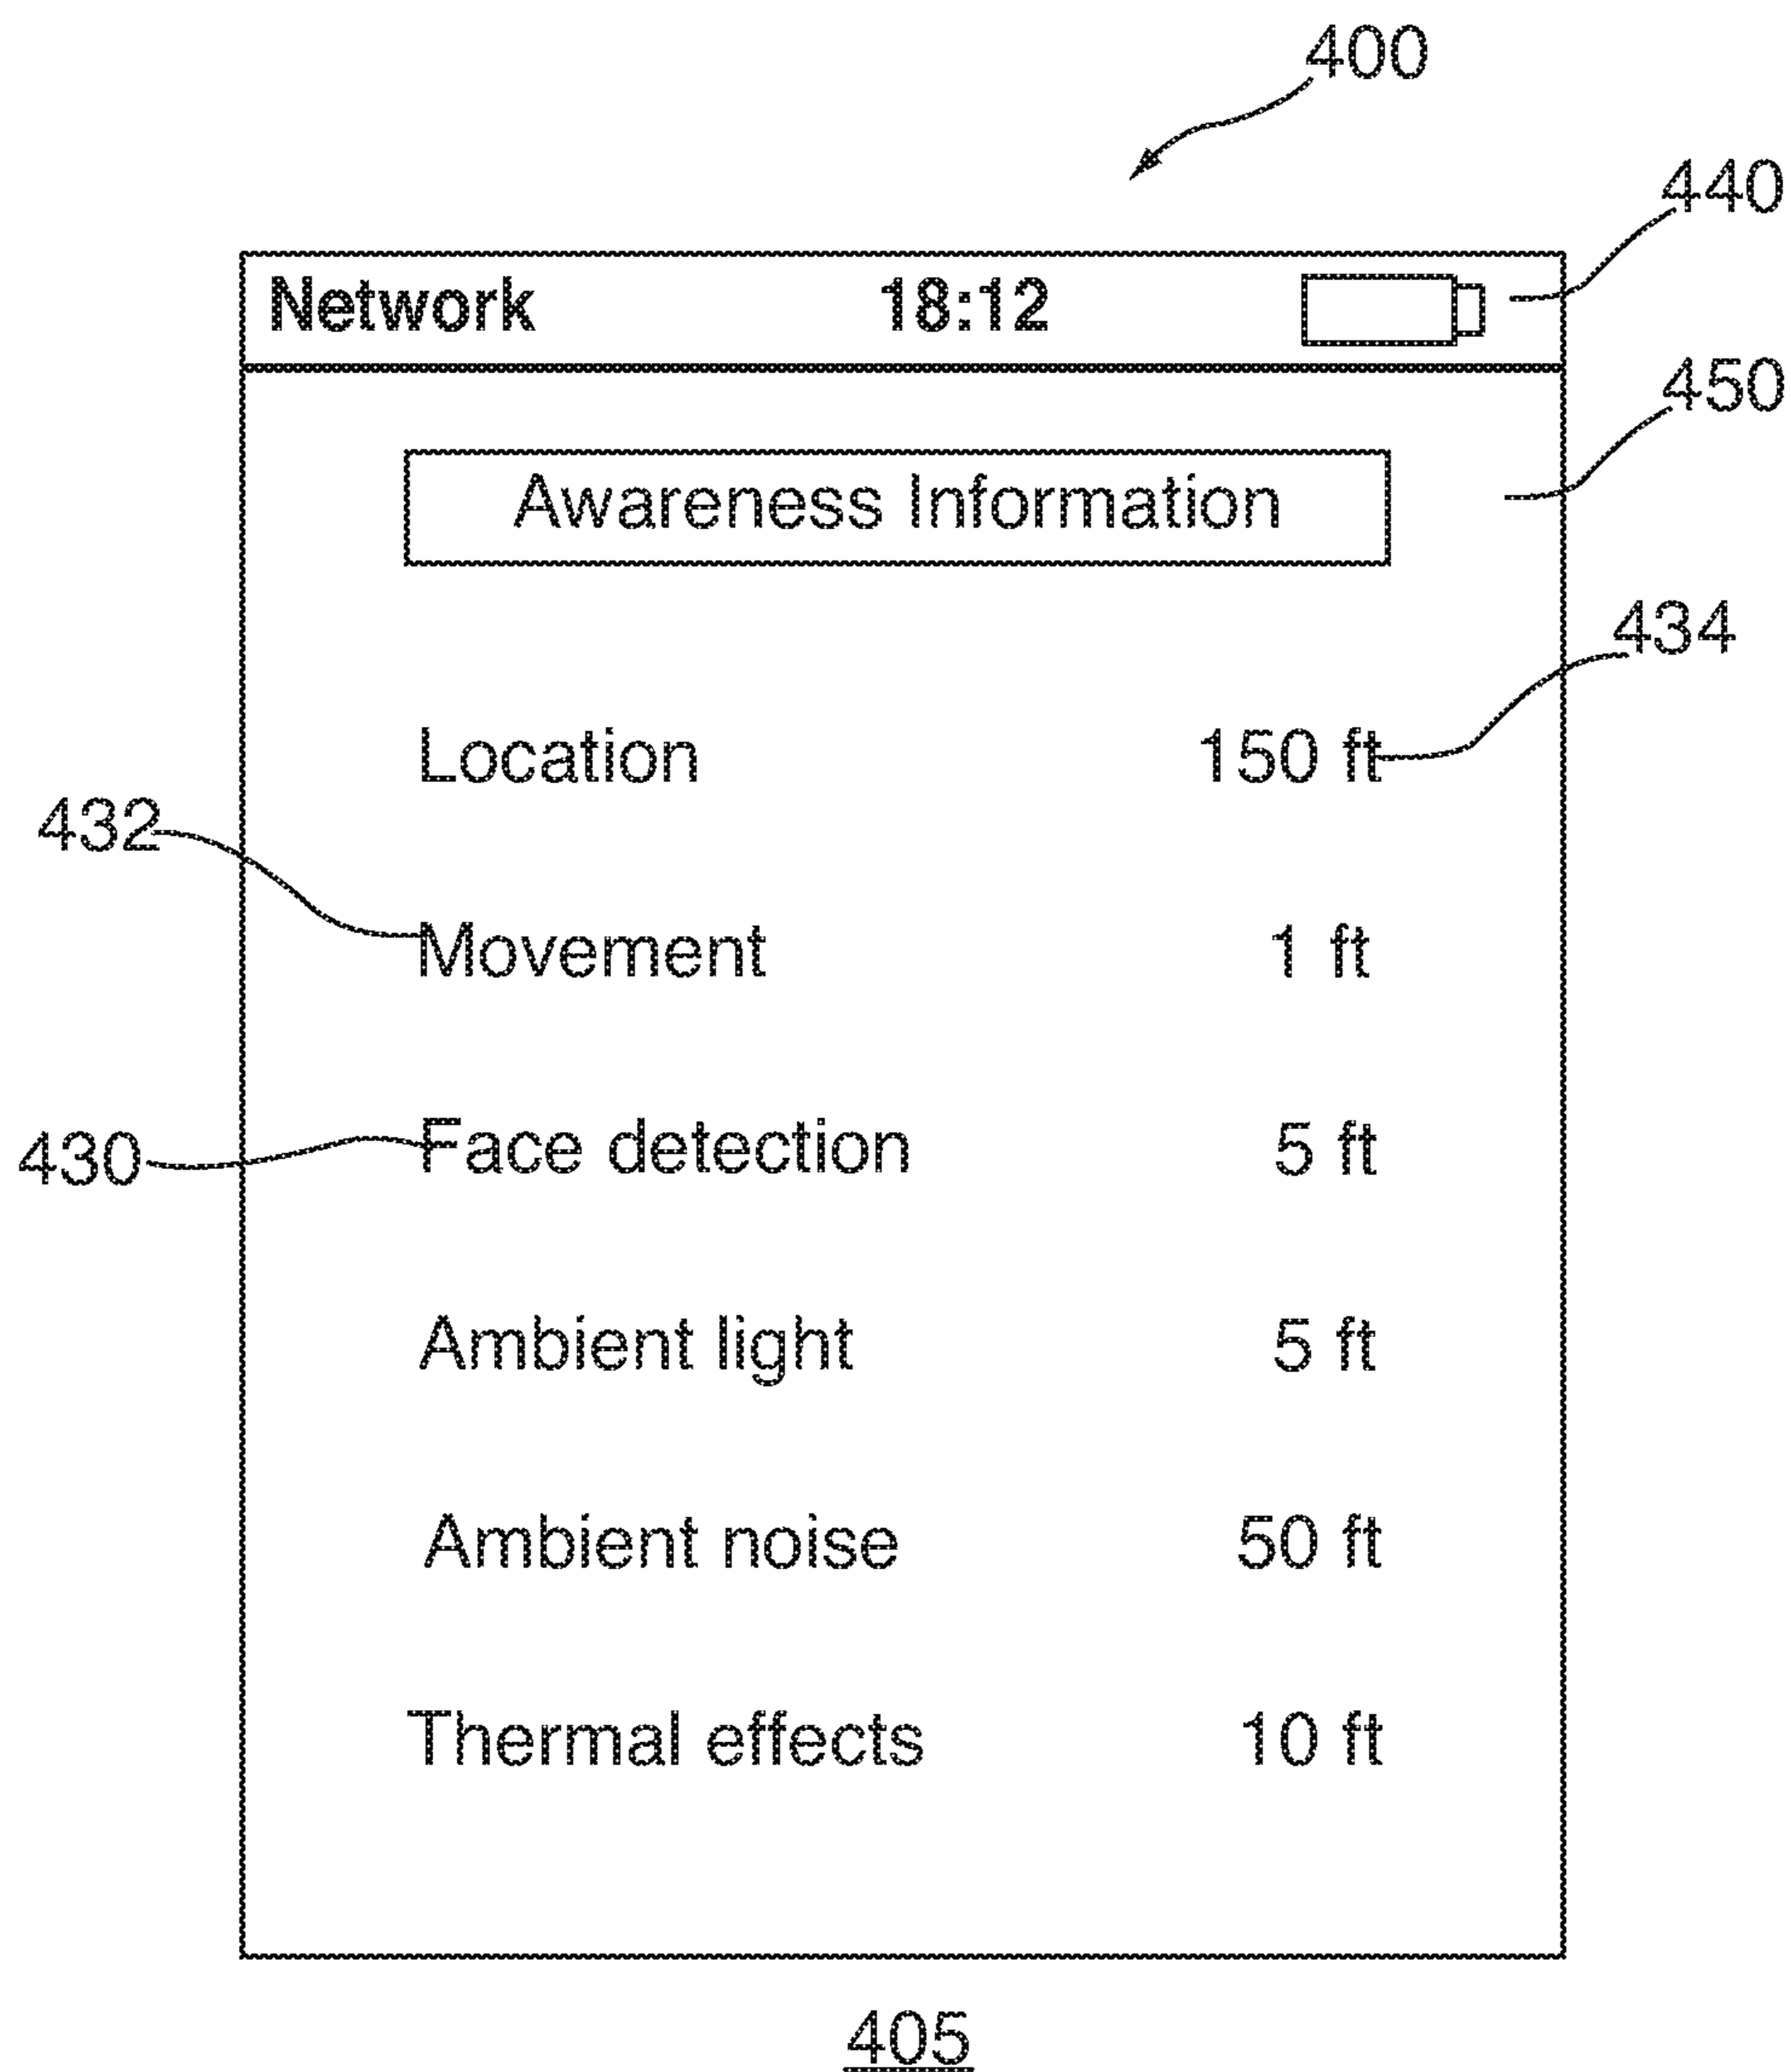 400
440
Network 18:12
450
Awareness Information
434
Location 150 ft
432
Movement 1 ft
430
Face detection 5 ft
Ambient light 5 ft
Ambient noise 50 ft
Thermal effects 10 ft
405